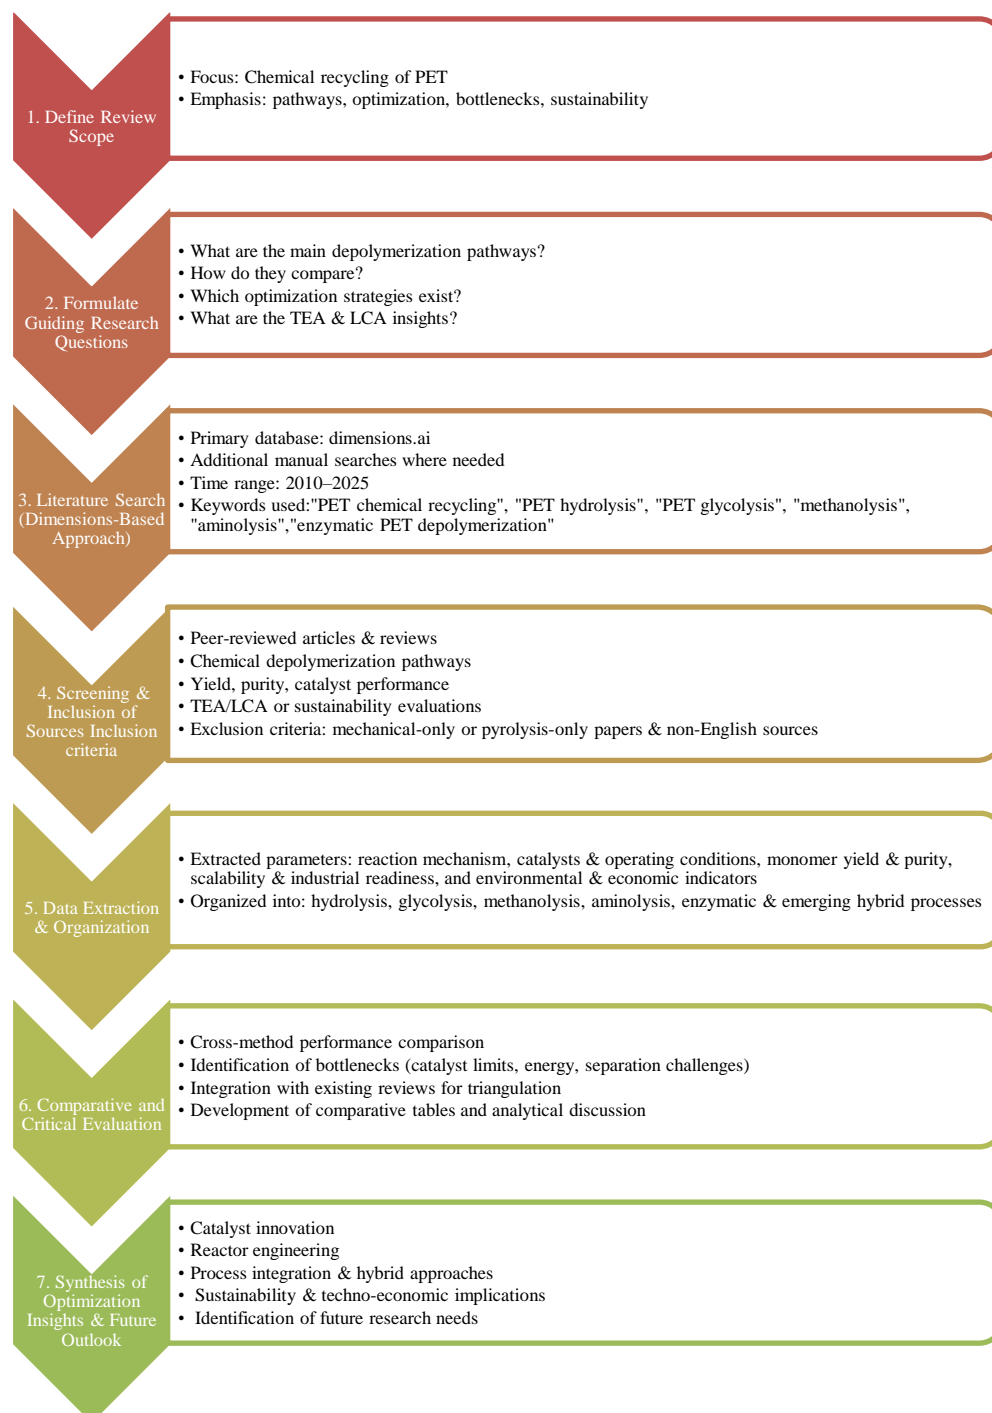 1. Define Review
Scope
• Focus: Chemical recycling of PET
• Emphasis: pathways, optimization, bottlenecks, sustainability
2. Formulate
Guiding Research
Questions
• What are the main depolymerization pathways?
• How do they compare?
• Which optimization strategies exist?
• What are the TEA & LCA insights?
3. Literature Search
(Dimensions-Based
Approach)
• Primary database: dimensions.ai
• Additional manual searches where needed
• Time range: 2010–2025
• Keywords used:"PET chemical recycling", "PET hydrolysis", "PET glycolysis", "methanolysis",
"aminolysis","enzymatic PET depolymerization"
4. Screening &
Inclusion of
Sources Inclusion
criteria
• Peer-reviewed articles & reviews
• Chemical depolymerization pathways
• Yield, purity, catalyst performance
• TEA/LCA or sustainability evaluations
• Exclusion criteria: mechanical-only or pyrolysis-only papers & non-English sources
5. Data Extraction
& Organization
• Extracted parameters: reaction mechanism, catalysts & operating conditions, monomer yield & purity,
scalability & industrial readiness, and environmental & economic indicators
• Organized into: hydrolysis, glycolysis, methanolysis, aminolysis, enzymatic & emerging hybrid processes
6. Comparative and
Critical Evaluation
• Cross-method performance comparison
• Identification of bottlenecks (catalyst limits, energy, separation challenges)
• Integration with existing reviews for triangulation
• Development of comparative tables and analytical discussion
7. Synthesis of
Optimization
Insights & Future
Outlook
• Catalyst innovation
• Reactor engineering
• Process integration & hybrid approaches
• Sustainability & techno-economic implications
• Identification of future research needs